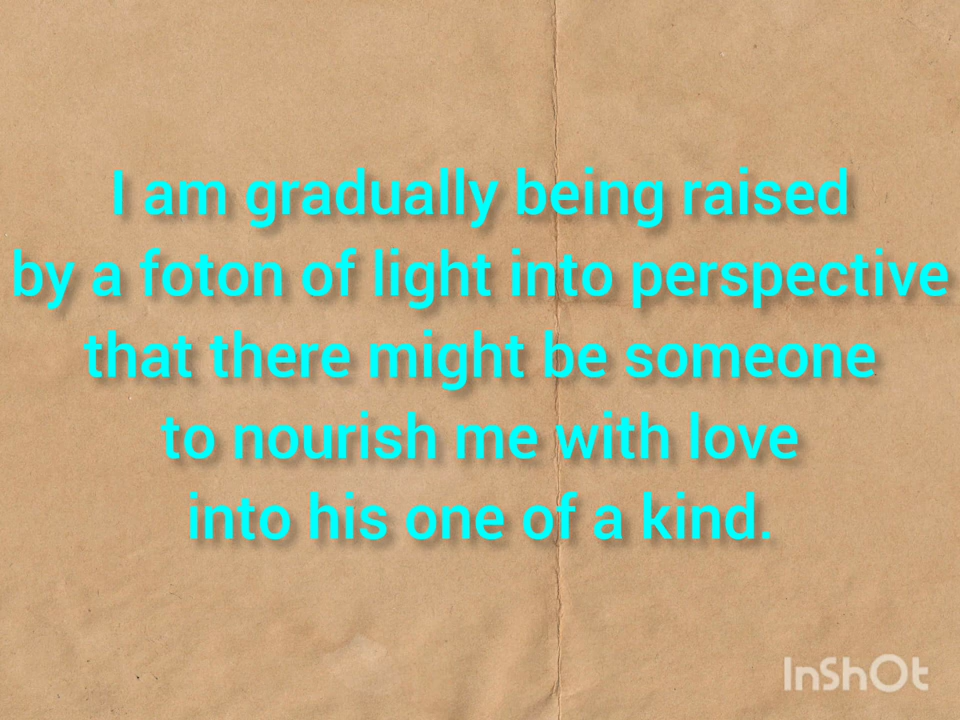 I am gradually being raised
by a foton of light into perspective
that there might be someone
to nourish me with love
into his one of a kind.
InShOt